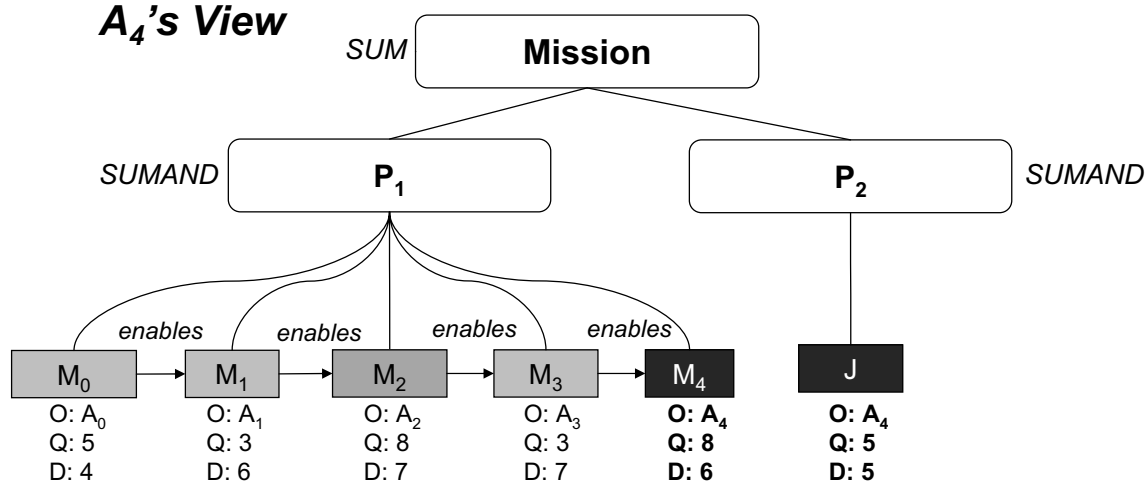 A4's View
SUM
Mission
SUMAND
P1
P2
SUMAND
enables
enables
enables
enables
M0
M1
M2
M3
M4
J
O: A0
O: A1
O: A2
O: A3
O: A4
O: A4
Q: 5
Q: 3
Q: 8
Q: 3
Q: 8
Q: 5
D: 4
D: 6
D: 7
D: 7
D: 6
D: 5